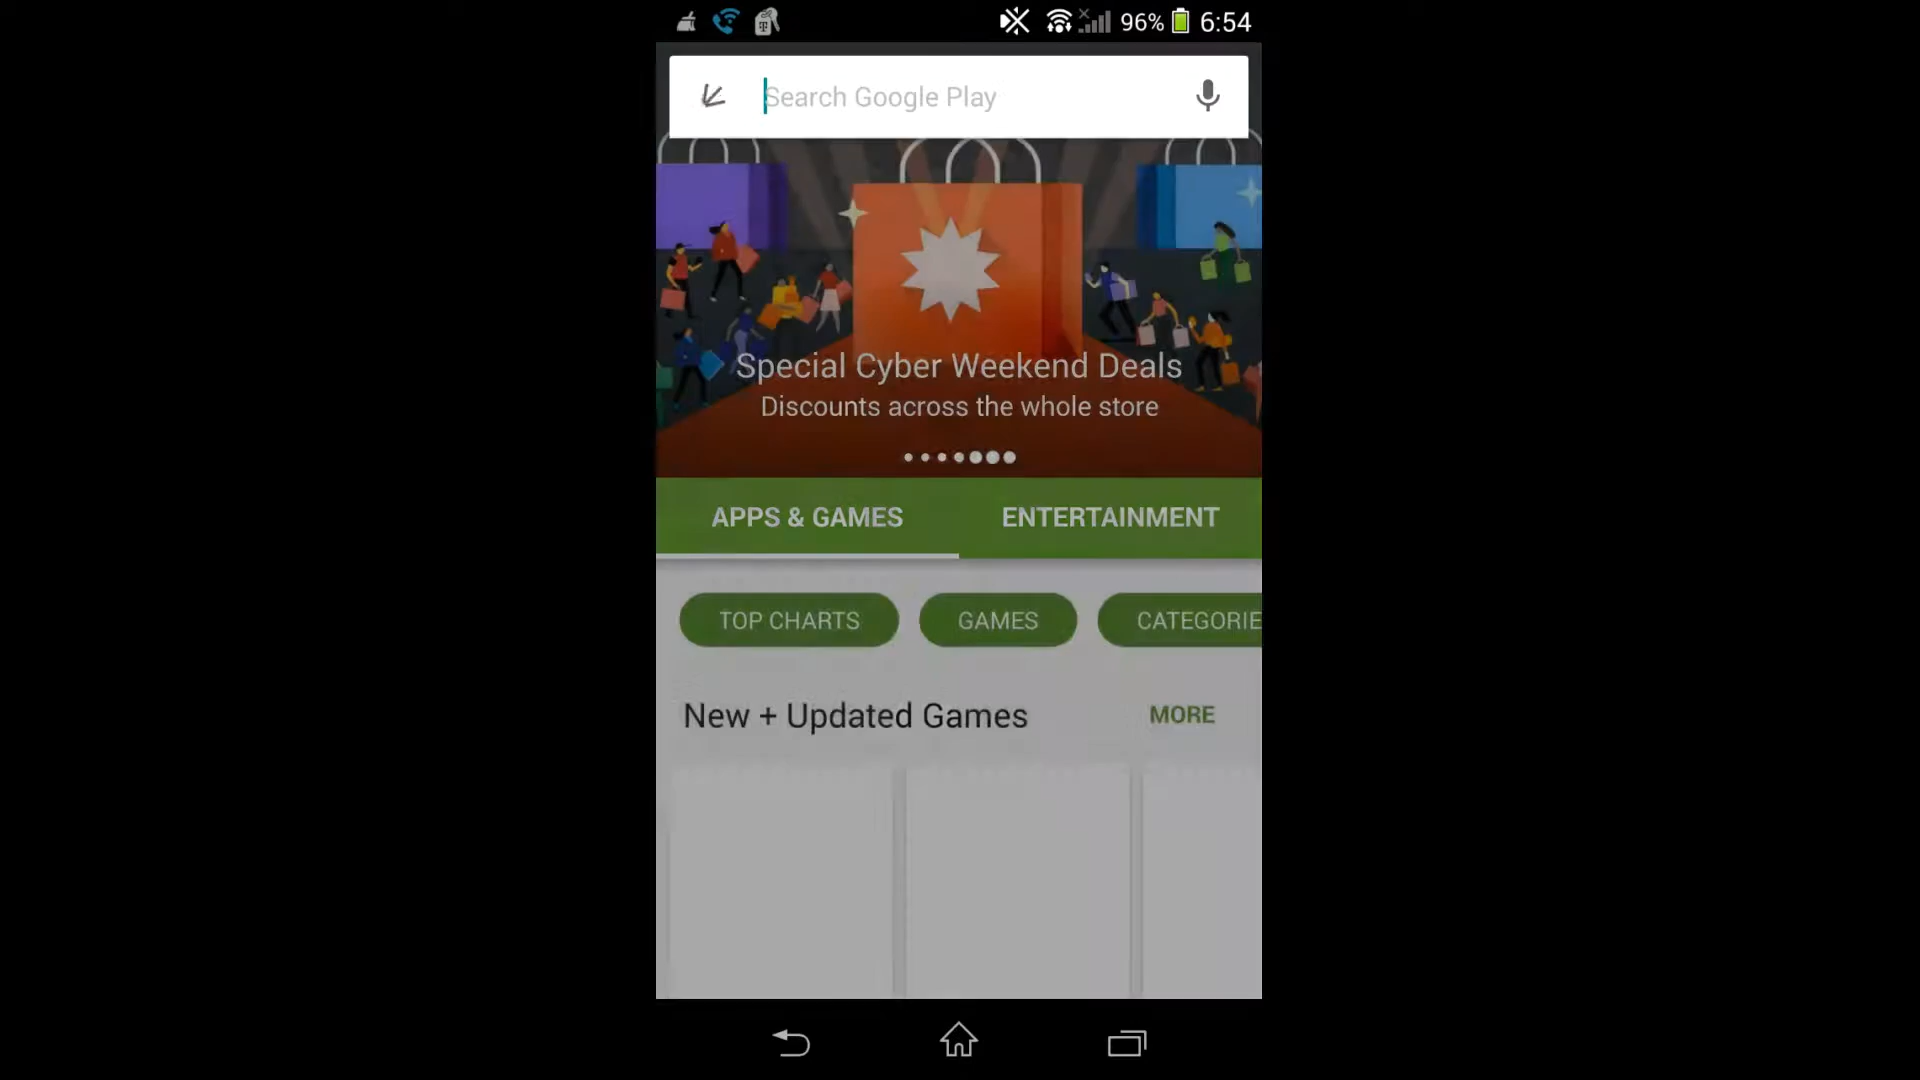 96% 6:54
Search Google Play
Special Cyber Weekend Deals
Discounts across the whole store
APPS & GAMES ENTERTAINMENT
TOP CHARTS GAMES CATEGORIE
New + Updated Games MORE